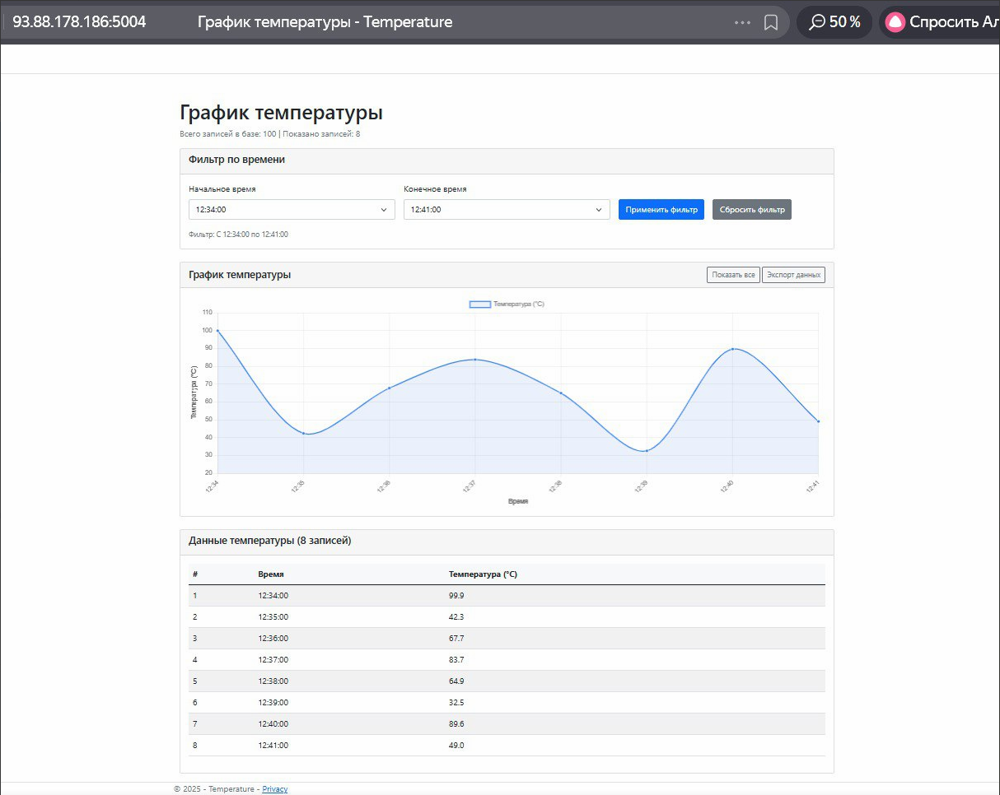 93.88.178.186:5004 График температуры - Temperature 50 % Спросить Ал
График температуры
Всего записей в базе: 100 | Показано записей: 8
Фильтр по времени
Начальное время Конечное время
12:34:00 12:41:00 Применить фильтр Сбросить фильтр
Фильтр: С 12:34:00 по 12:41:00
График температуры Показать все Экспорт данных
Температура (°C)
110
100
90
80
70
60
50
40
30
20
Температура (°C)
12:34 12:35 12:36 12:37 12:38 12:39 12:40 12:41
Время
Данные температуры (8 записей)
# Время Температура (°C)
1 12:34:00 99.9
2 12:35:00 42.3
3 12:36:00 67.7
4 12:37:00 83.7
5 12:38:00 64.9
6 12:39:00 32.5
7 12:40:00 89.6
8 12:41:00 49.0
© 2025 - Temperature - Privacy